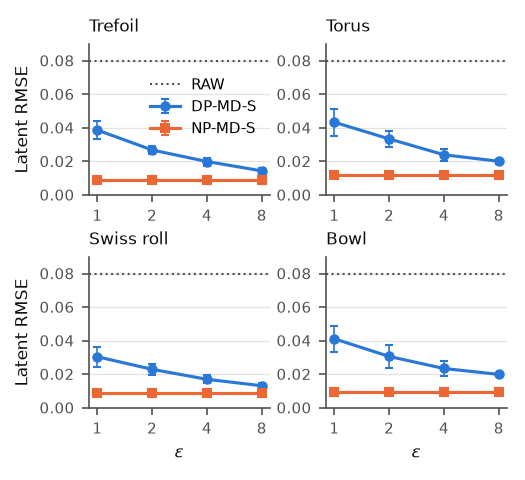 Trefoil
Torus
Latent RMSE
0.08
0.06
0.04
0.02
0.00
RAW
DP-MD-S
NP-MD-S
1 2 4 8
0.08
0.06
0.04
0.02
0.00
1 2 4 8
Swiss roll
Bowl
Latent RMSE
0.08
0.06
0.04
0.02
0.00
1 2 4 8
ε
0.08
0.06
0.04
0.02
0.00
1 2 4 8
ε